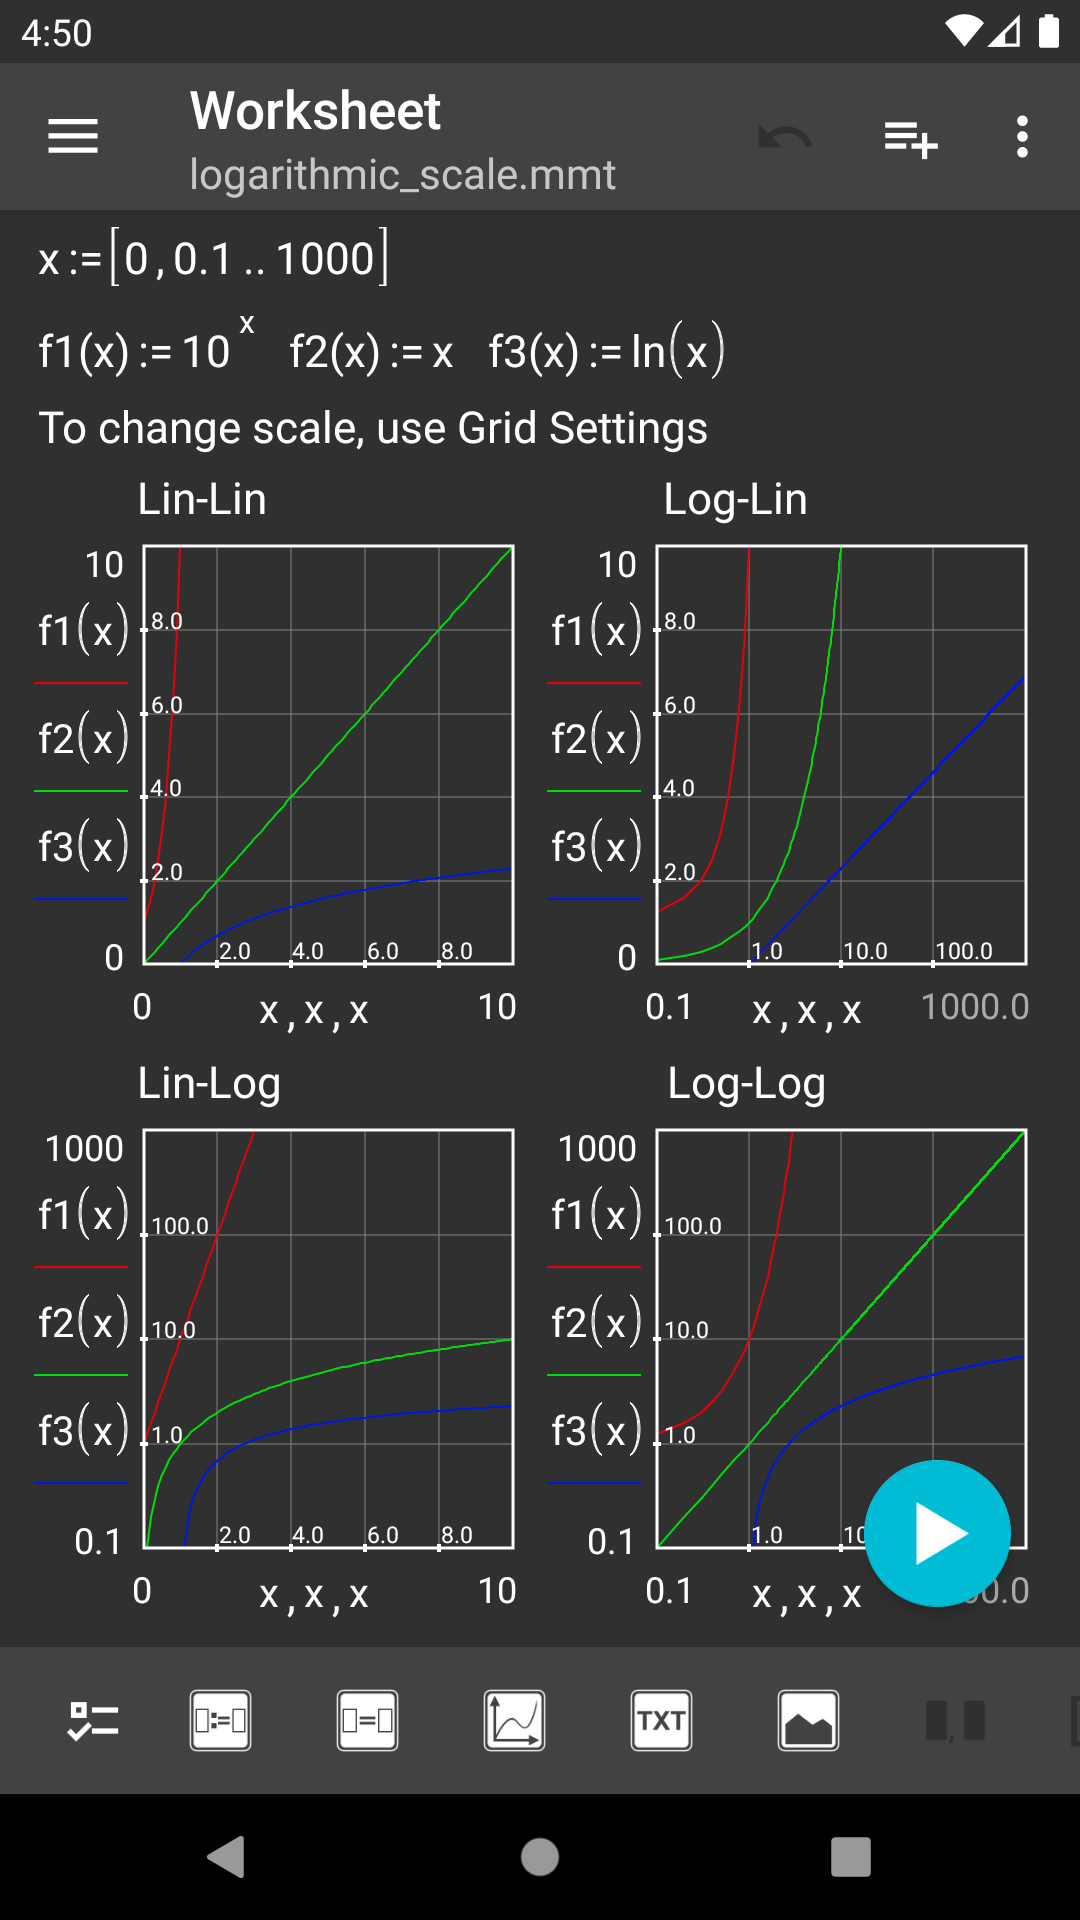 4:50
Worksheet
logarithmic_scale.mmt
x := [0 , 0.1 .. 1000]
f1(x) := 10^x f2(x) := x f3(x) := ln(x)
To change scale, use Grid Settings
Lin-Lin
10
f1(x)
f2(x)
f3(x)
0
8.0
6.0
4.0
2.0
2.0 4.0 6.0 8.0
0 x , x , x 10
Log-Lin
10
f1(x)
f2(x)
f3(x)
0
8.0
6.0
4.0
2.0
1.0 10.0 100.0
0.1 x , x , x 1000.0
Lin-Log
1000
f1(x)
f2(x)
f3(x)
0.1
100.0
10.0
1.0
2.0 4.0 6.0 8.0
0 x , x , x 10
Log-Log
1000
f1(x)
f2(x)
f3(x)
0.1
100.0
10.0
1.0
1.0 10
0.1 x , x , x 0.0
:= = TXT